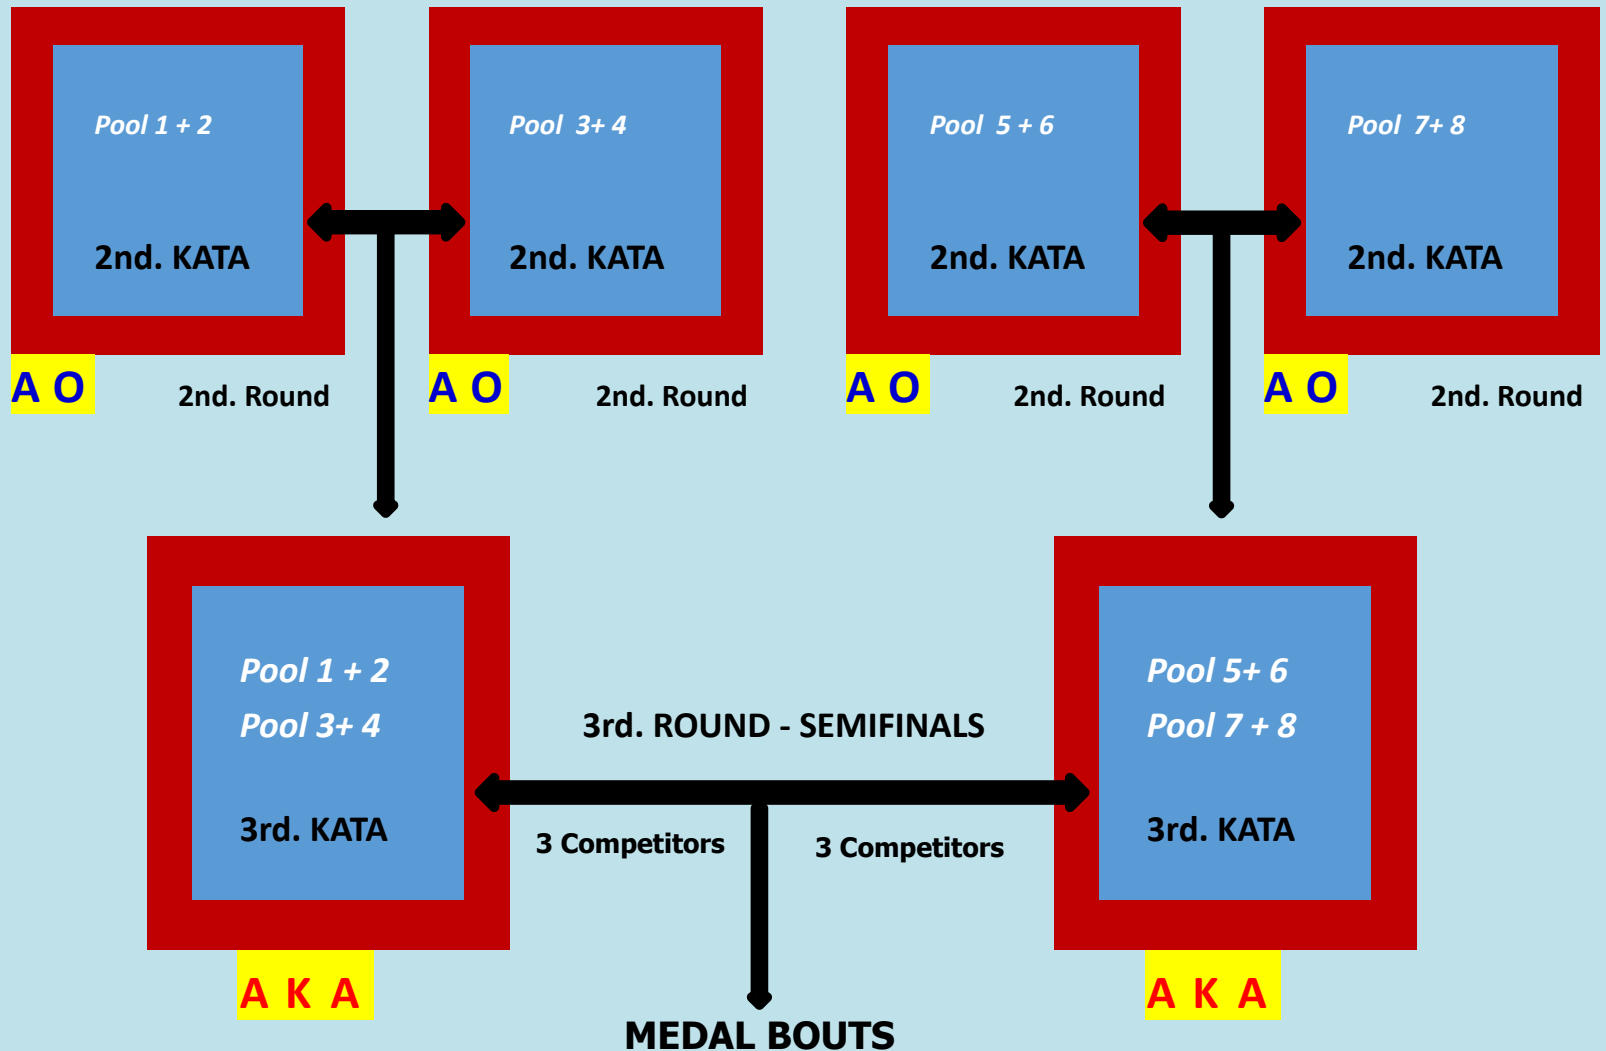 Pool 1 + 2
2nd. KATA
A O
2nd. Round
Pool 3+ 4
2nd. KATA
A O
2nd. Round
Pool 5 + 6
2nd. KATA
A O
2nd. Round
Pool 7+ 8
2nd. KATA
A O
2nd. Round
Pool 1 + 2
Pool 3+ 4
3rd. KATA
A K A
3rd. ROUND - SEMIFINALS
3 Competitors
3 Competitors
Pool 5+ 6
Pool 7 + 8
3rd. KATA
A K A
MEDAL BOUTS